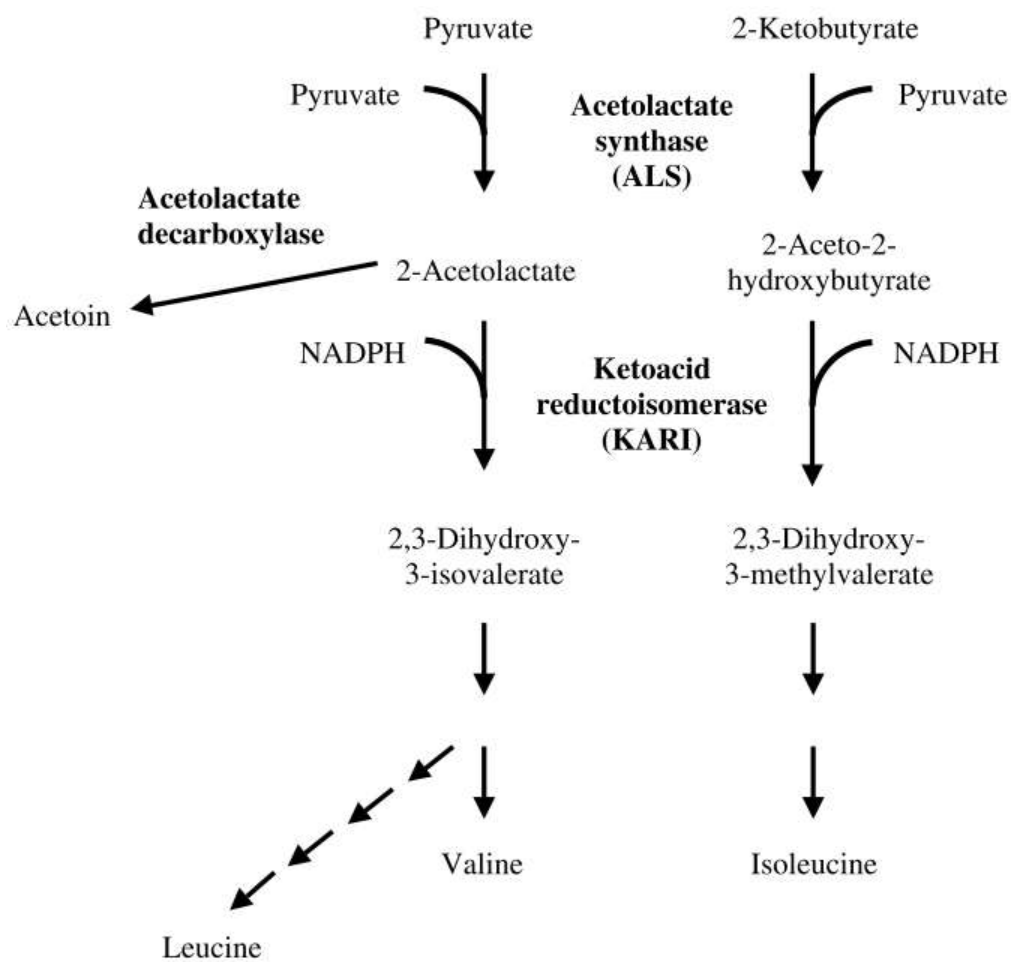 Pyruvate
2-Ketobutyrate
Pyruvate
Acetolactate
synthase
(ALS)
Pyruvate
Acetolactate
decarboxylase
2-Acetolactate
2-Aceto-2-
hydroxybutyrate
Acetoin
NADPH
Ketoacid
reductoisomerase
(KARI)
NADPH
2,3-Dihydroxy-
3-isovalerate
2,3-Dihydroxy-
3-methylvalerate
Valine
Isoleucine
Leucine